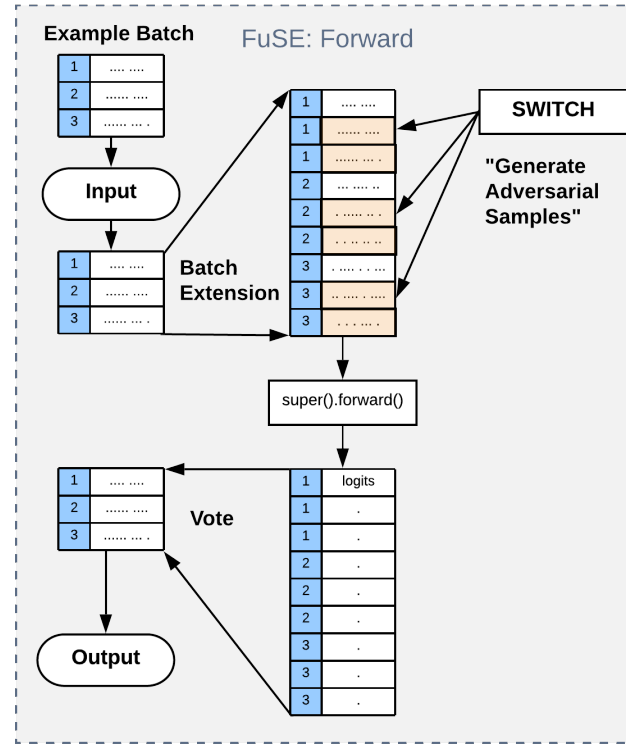 Example Batch
FuSE: Forward
1 .... ....
2 ...... ....
3 ...... ... .
Input
1 .... ....
2 ...... ....
3 ...... ... .
Batch
Extension
1 .... ....
1 ...... ....
1 ...... ... .
2 ... .... ..
2 . ..... .. .
2 . . .. .. ..
3 . .... . . ...
3 .. .... . ....
3 . . . ... .
SWITCH
"Generate
Adversarial
Samples"
super().forward()
1 logits
1 .
1 .
2 .
2 .
2 .
3 .
3 .
3 .
Vote
1 .... ....
2 ...... ....
3 ...... ... .
Output